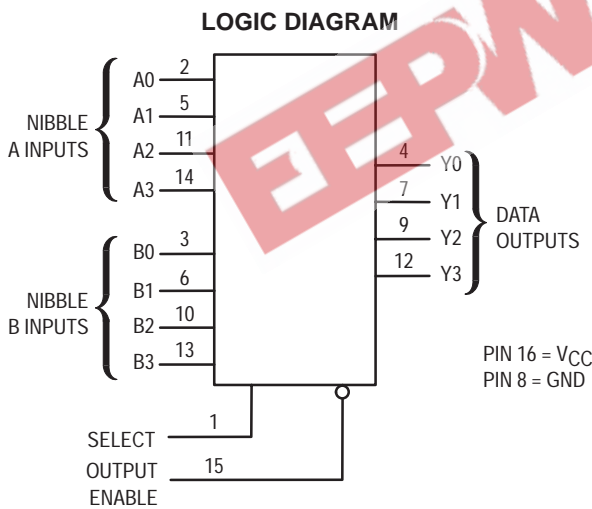 LOGIC DIAGRAM
NIBBLE
A INPUTS
A0 2
A1 5
A2 11
A3 14
NIBBLE
B INPUTS
B0 3
B1 6
B2 10
B3 13
4 Y0
7 Y1
9 Y2
12 Y3
DATA
OUTPUTS
PIN 16 = VCC
PIN 8 = GND
SELECT 1
OUTPUT
ENABLE
15
EEPW